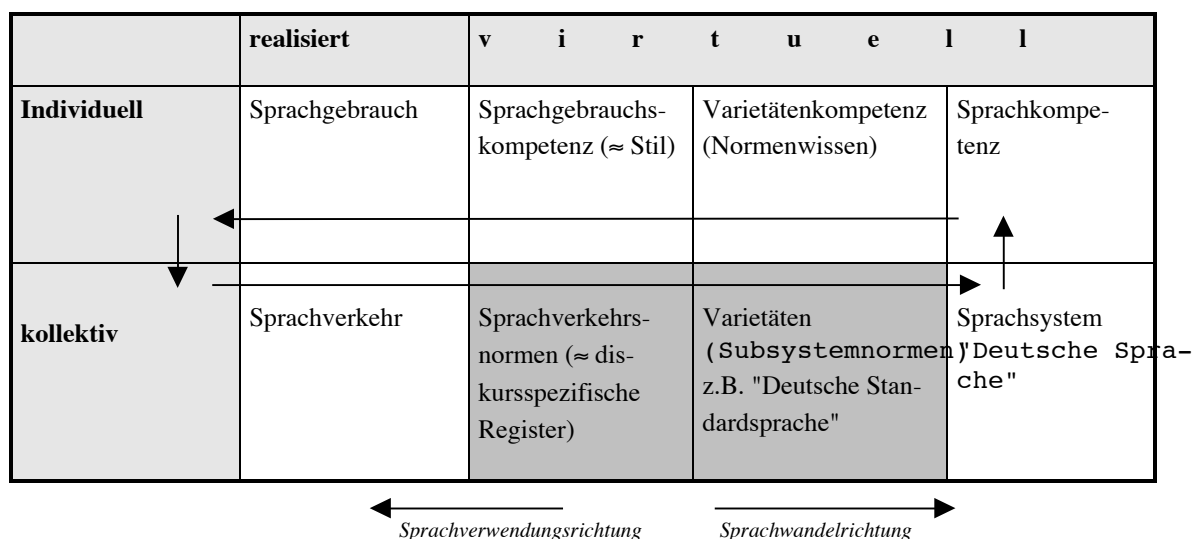 realisiert
v i r t u e l l
Individuell
Sprachgebrauch
Sprachgebrauchs-
kompetenz (≈ Stil)
Varietätenkompetenz
(Normenwissen)
Sprachkompe-
tenz
kollektiv
Sprachverkehr
Sprachverkehrs-
normen (≈ dis-
kursspezifische
Register)
Varietäten
(Subsystemnormen)
z.B. "Deutsche Stan-
dardsprache"
Sprachsystem
"Deutsche Spra-
che"
Sprachverwendungsrichtung
Sprachwandelrichtung